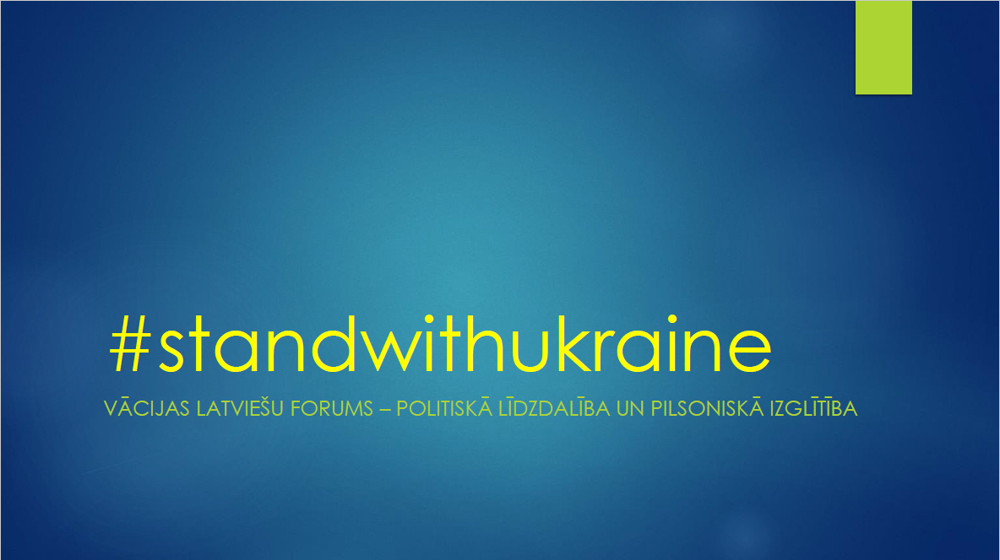 #standwithukraine
VĀCIJAS LATVIEŠU FORUMS – POLITISKĀ LĪDZDALĪBA UN PILSONISKĀ IZGLĪTĪBA